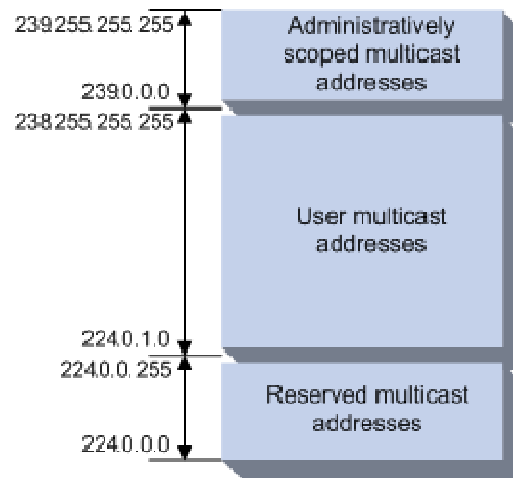 239.255.255.255
Administratively
scoped multicast
addresses
239.0.0.0
238.255.255.255
User multicast
addresses
224.0.1.0
224.0.0.255
Reserved multicast
addresses
224.0.0.0